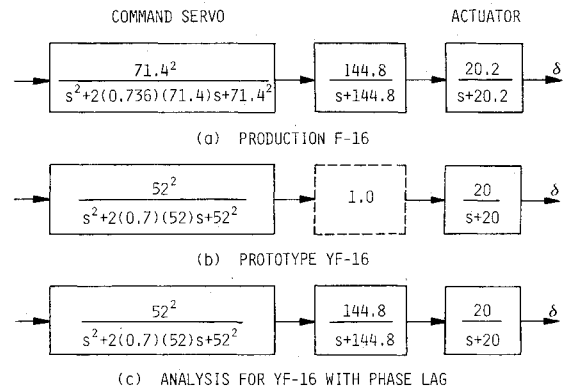 COMMAND SERVO ACTUATOR
71.4² / s²+2(0.736)(71.4)s+71.4² 144.8 / s+144.8 20.2 / s+20.2 δ
(a) PRODUCTION F-16
52² / s²+2(0.7)(52)s+52² 1.0 20 / s+20 δ
(b) PROTOTYPE YF-16
52² / s²+2(0.7)(52)s+52² 144.8 / s+144.8 20 / s+20 δ
(c) ANALYSIS FOR YF-16 WITH PHASE LAG